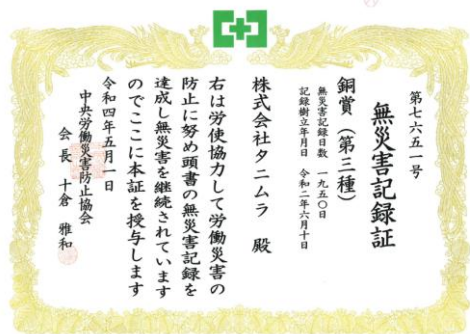 第七六五一号
無災害記録証
銅賞（第三種）
無災害記録日数 一九五〇日
記録樹立年月日 令和二年六月十日
株式会社タニムラ 殿
右は労使協力して労働災害の
防止に努め頭書の無災害記録を
達成し無災害を継続されています
のでここに本証を授与します
令和四年五月一日
中央労働災害防止協会
会長 十倉 雅和